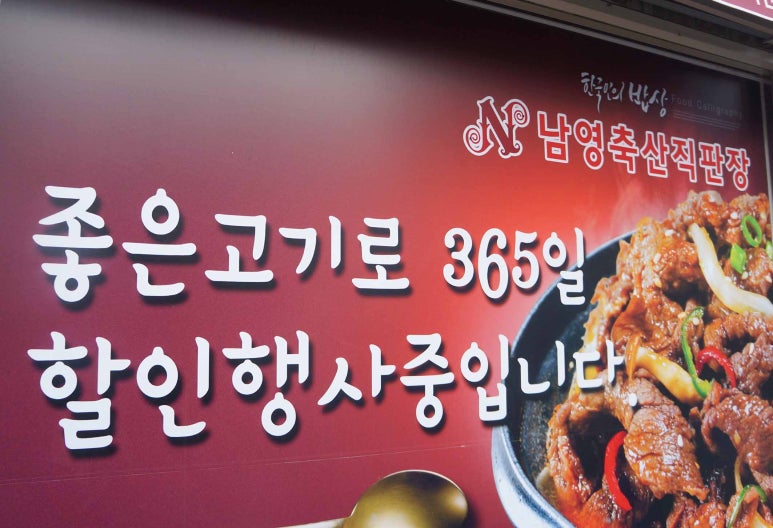 한국인의 밥상 Food Calligraphy
N 남영축산직판장
좋은고기로 365일
할인행사중입니다